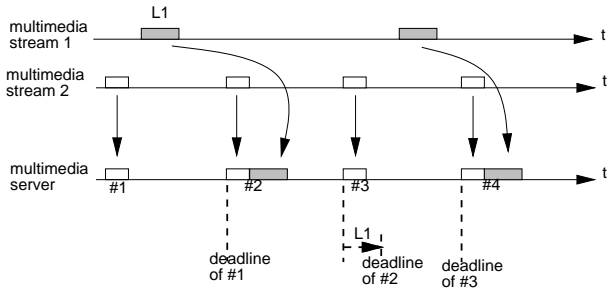 L1
multimedia
stream 1
t
multimedia
stream 2
t
multimedia
server
t
#1
#2
#3
#4
L1
deadline
of #1
deadline
of #2
deadline
of #3